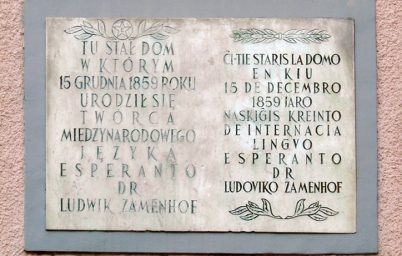 TU STAŁ DOM
W KTÓRYM
15 GRUDNIA 1859 ROKU
URODZIŁ SIĘ
TWÓRCA
MIĘDZYNARODOWEGO
JĘZYKA
ESPERANTO
DR
LUDWIK ZAMENHOF
ĈI-TIE STARIS LA DOMO
EN KIU
15 DE DECEMBRO
1859 JARO
NASKIĜIS KREINTO
DE INTERNACIA
LINGVO
ESPERANTO
DR
LUDOVIKO ZAMENHOF